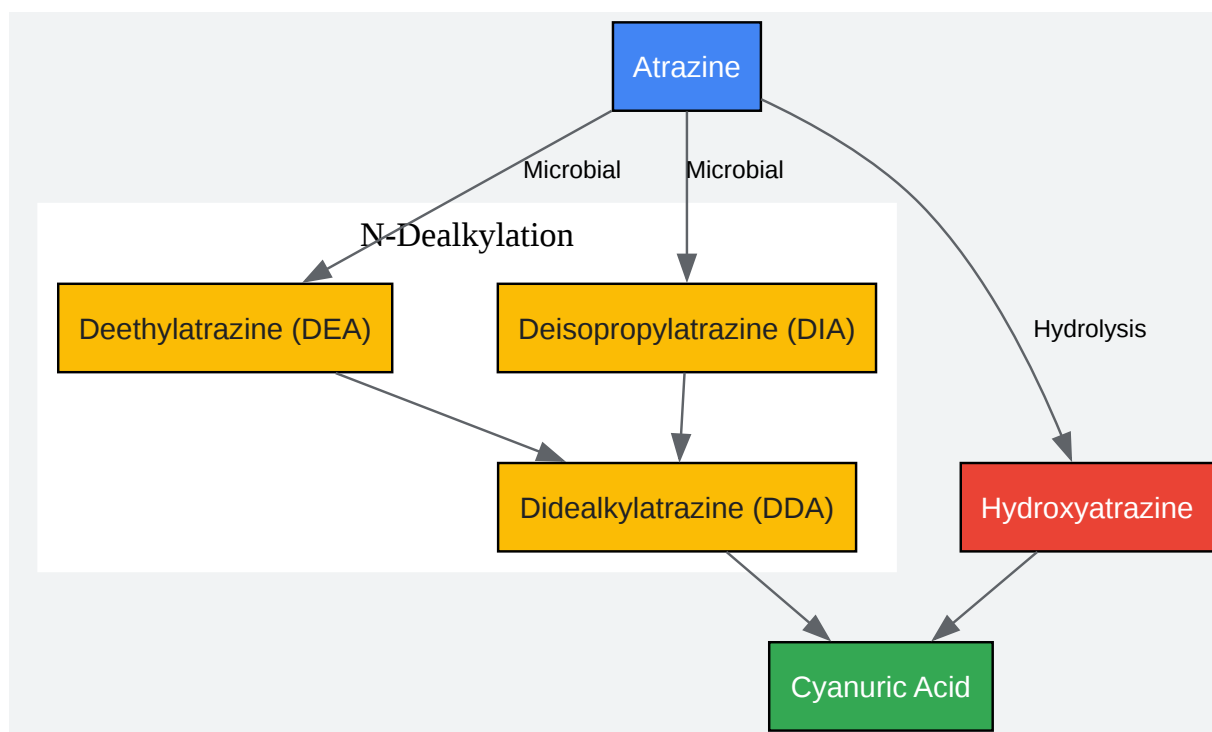 Atrazine
Microbial
Microbial
N-Dealkylation
Deethylatrazine (DEA)
Deisopropylatrazine (DIA)
Hydrolysis
Didealkylatrazine (DDA)
Hydroxyatrazine
Cyanuric Acid